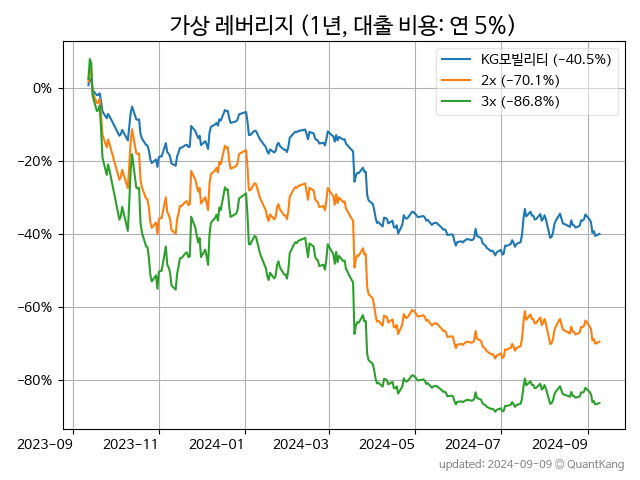 가상 레버리지 (1년, 대출 비용: 연 5%)
KG모빌리티 (−40.5%)
2x (−70.1%)
3x (−86.8%)
0%
−20%
−40%
−60%
−80%
2023-09 2023-11 2024-01 2024-03 2024-05 2024-07 2024-09
updated: 2024-09-09 © QuantKang